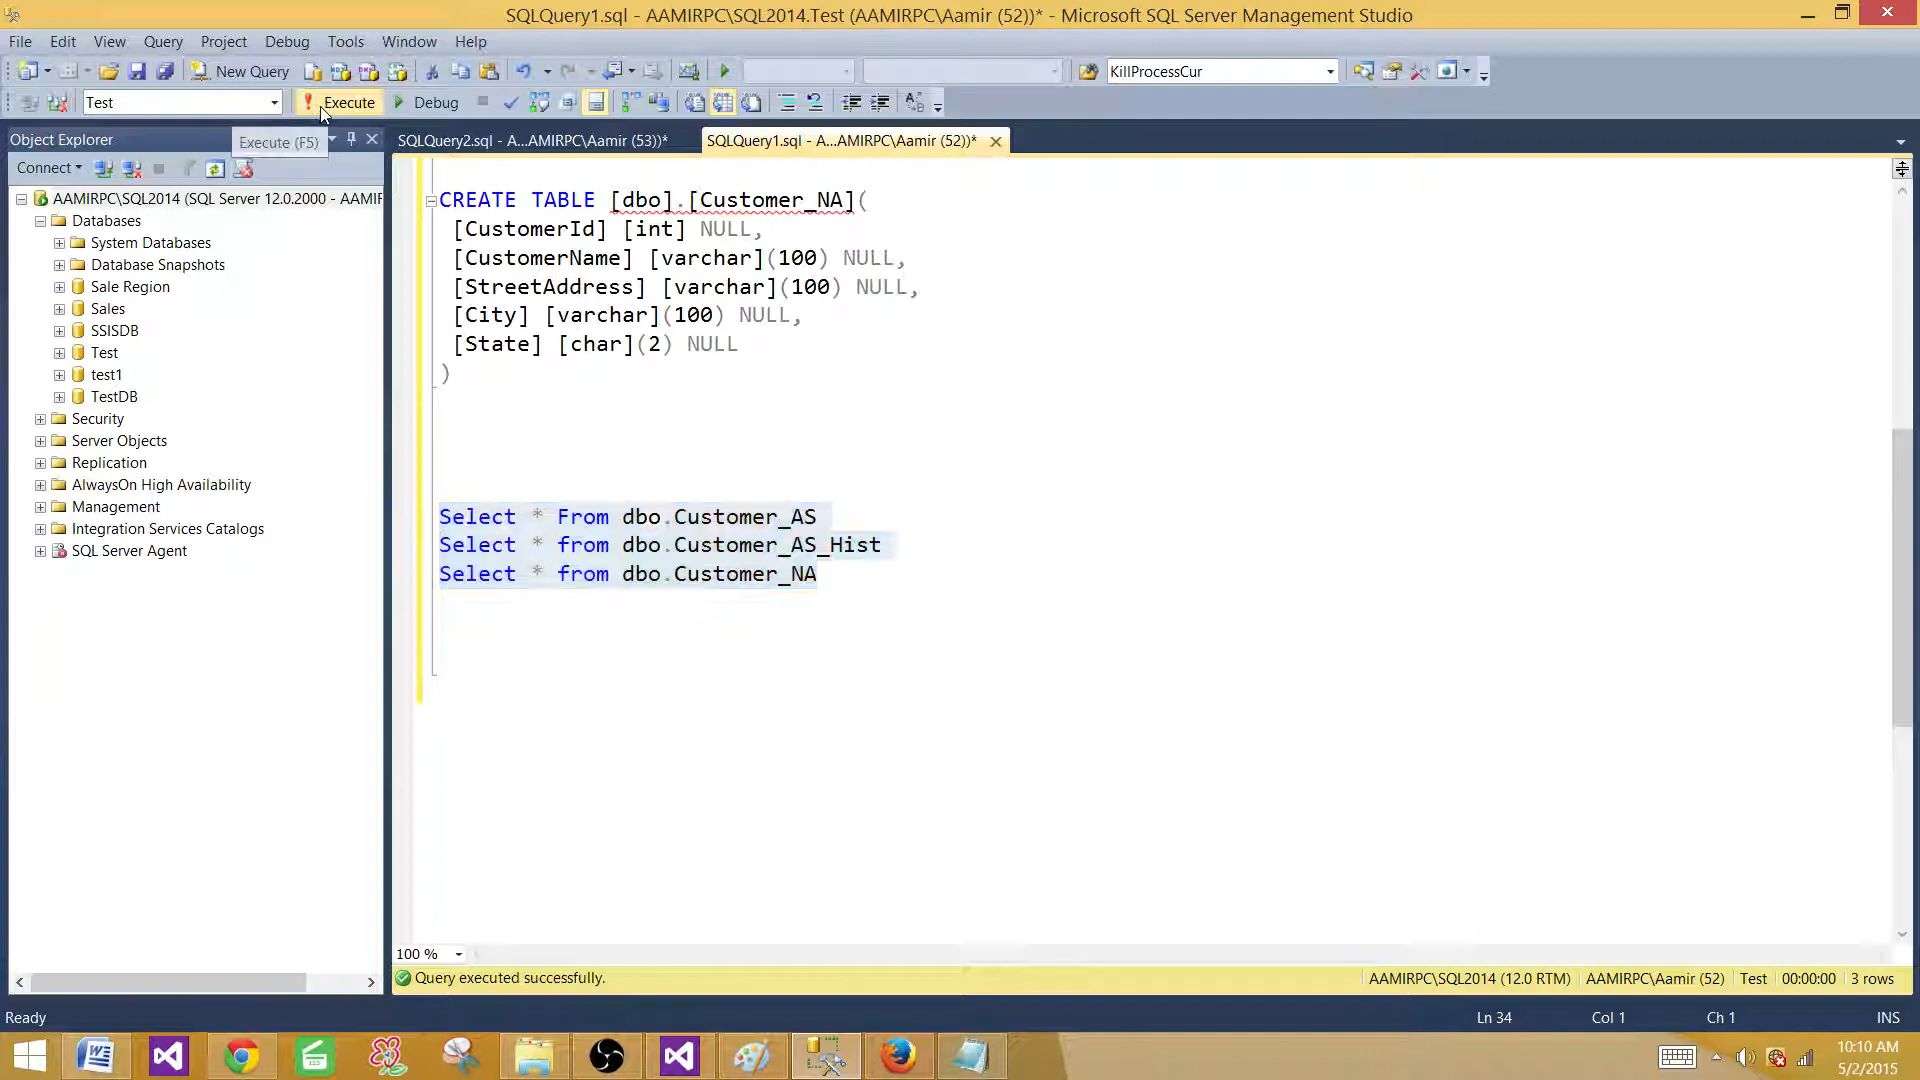 SQLQuery1.sql - AAMIRPC\SQL2014.Test (AAMIRPC\Aamir (52))* - Microsoft SQL Server Management Studio
File Edit View Query Project Debug Tools Window Help
New Query KillProcessCur
Test Execute Debug
Object Explorer
Execute (F5)
SQLQuery2.sql - A...AMIRPC\Aamir (53))* SQLQuery1.sql - A...AMIRPC\Aamir (52))*
Connect
AAMIRPC\SQL2014 (SQL Server 12.0.2000 - AAMIF
Databases
System Databases
Database Snapshots
Sale Region
Sales
SSISDB
Test
test1
TestDB
Security
Server Objects
Replication
AlwaysOn High Availability
Management
Integration Services Catalogs
SQL Server Agent
CREATE TABLE [dbo].[Customer_NA](
[CustomerId] [int] NULL,
[CustomerName] [varchar](100) NULL,
[StreetAddress] [varchar](100) NULL,
[City] [varchar](100) NULL,
[State] [char](2) NULL
)
Select * From dbo.Customer_AS
Select * from dbo.Customer_AS_Hist
Select * from dbo.Customer_NA
100 %
Query executed successfully. AAMIRPC\SQL2014 (12.0 RTM) AAMIRPC\Aamir (52) Test 00:00:00 3 rows
Ready Ln 34 Col 1 Ch 1 INS
10:10 AM
5/2/2015